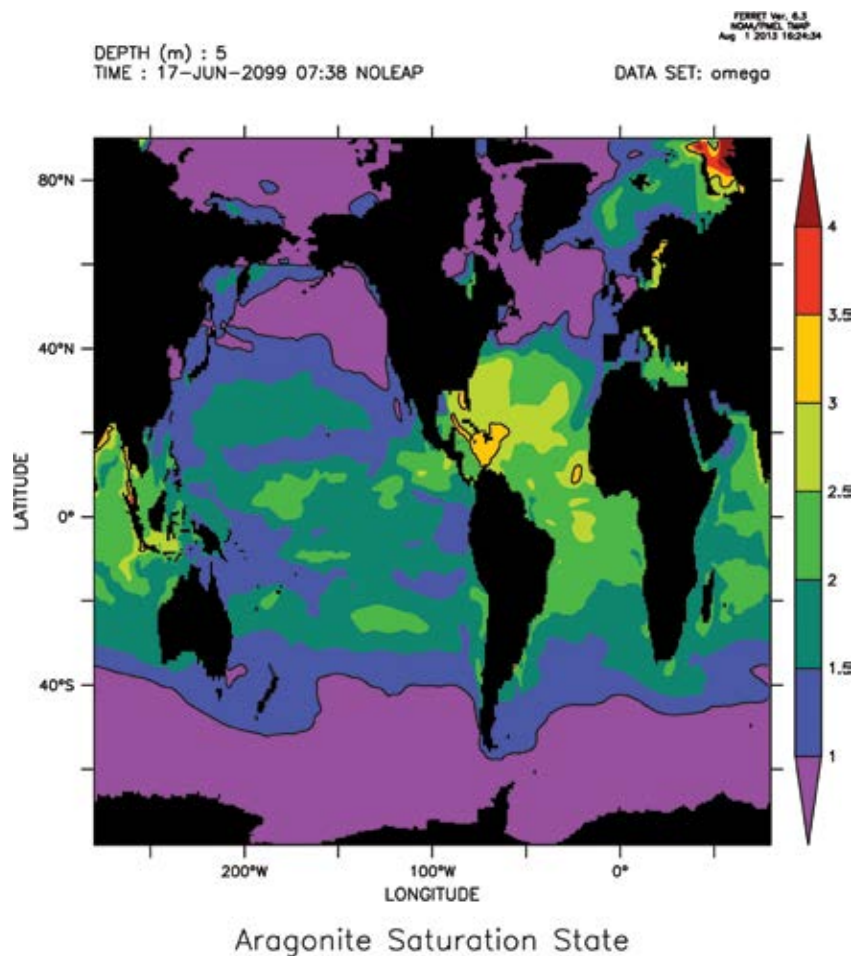 FERRET Ver. 6.3
NOAA/PMEL TMAP
Aug 1 2013 16:24:34
DEPTH (m) : 5
TIME : 17-JUN-2099 07:38 NOLEAP
DATA SET: omega
80°N
40°N
0°
40°S
LATITUDE
200°W
100°W
0°
LONGITUDE
4
3.5
3
2.5
2
1.5
1
Aragonite Saturation State